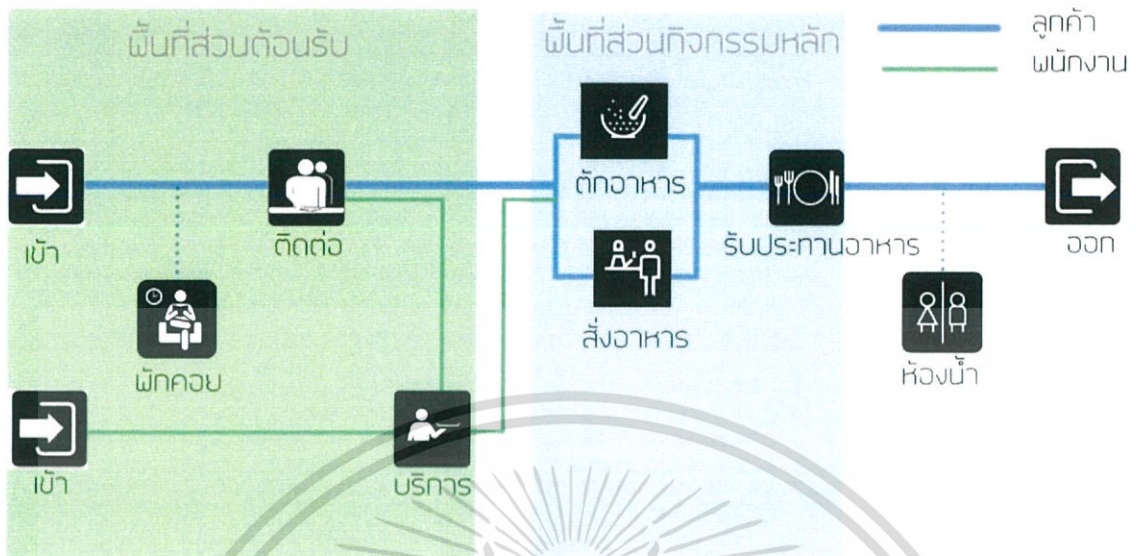 พื้นที่ส่วนต้อนรับ
พื้นที่ส่วนกิจกรรมหลัก
ลูกค้า
พนักงาน
เข้า
ติดต่อ
ตักอาหาร
รับประทานอาหาร
ออก
พักคอย
สั่งอาหาร
ห้องน้ำ
เข้า
บริการ